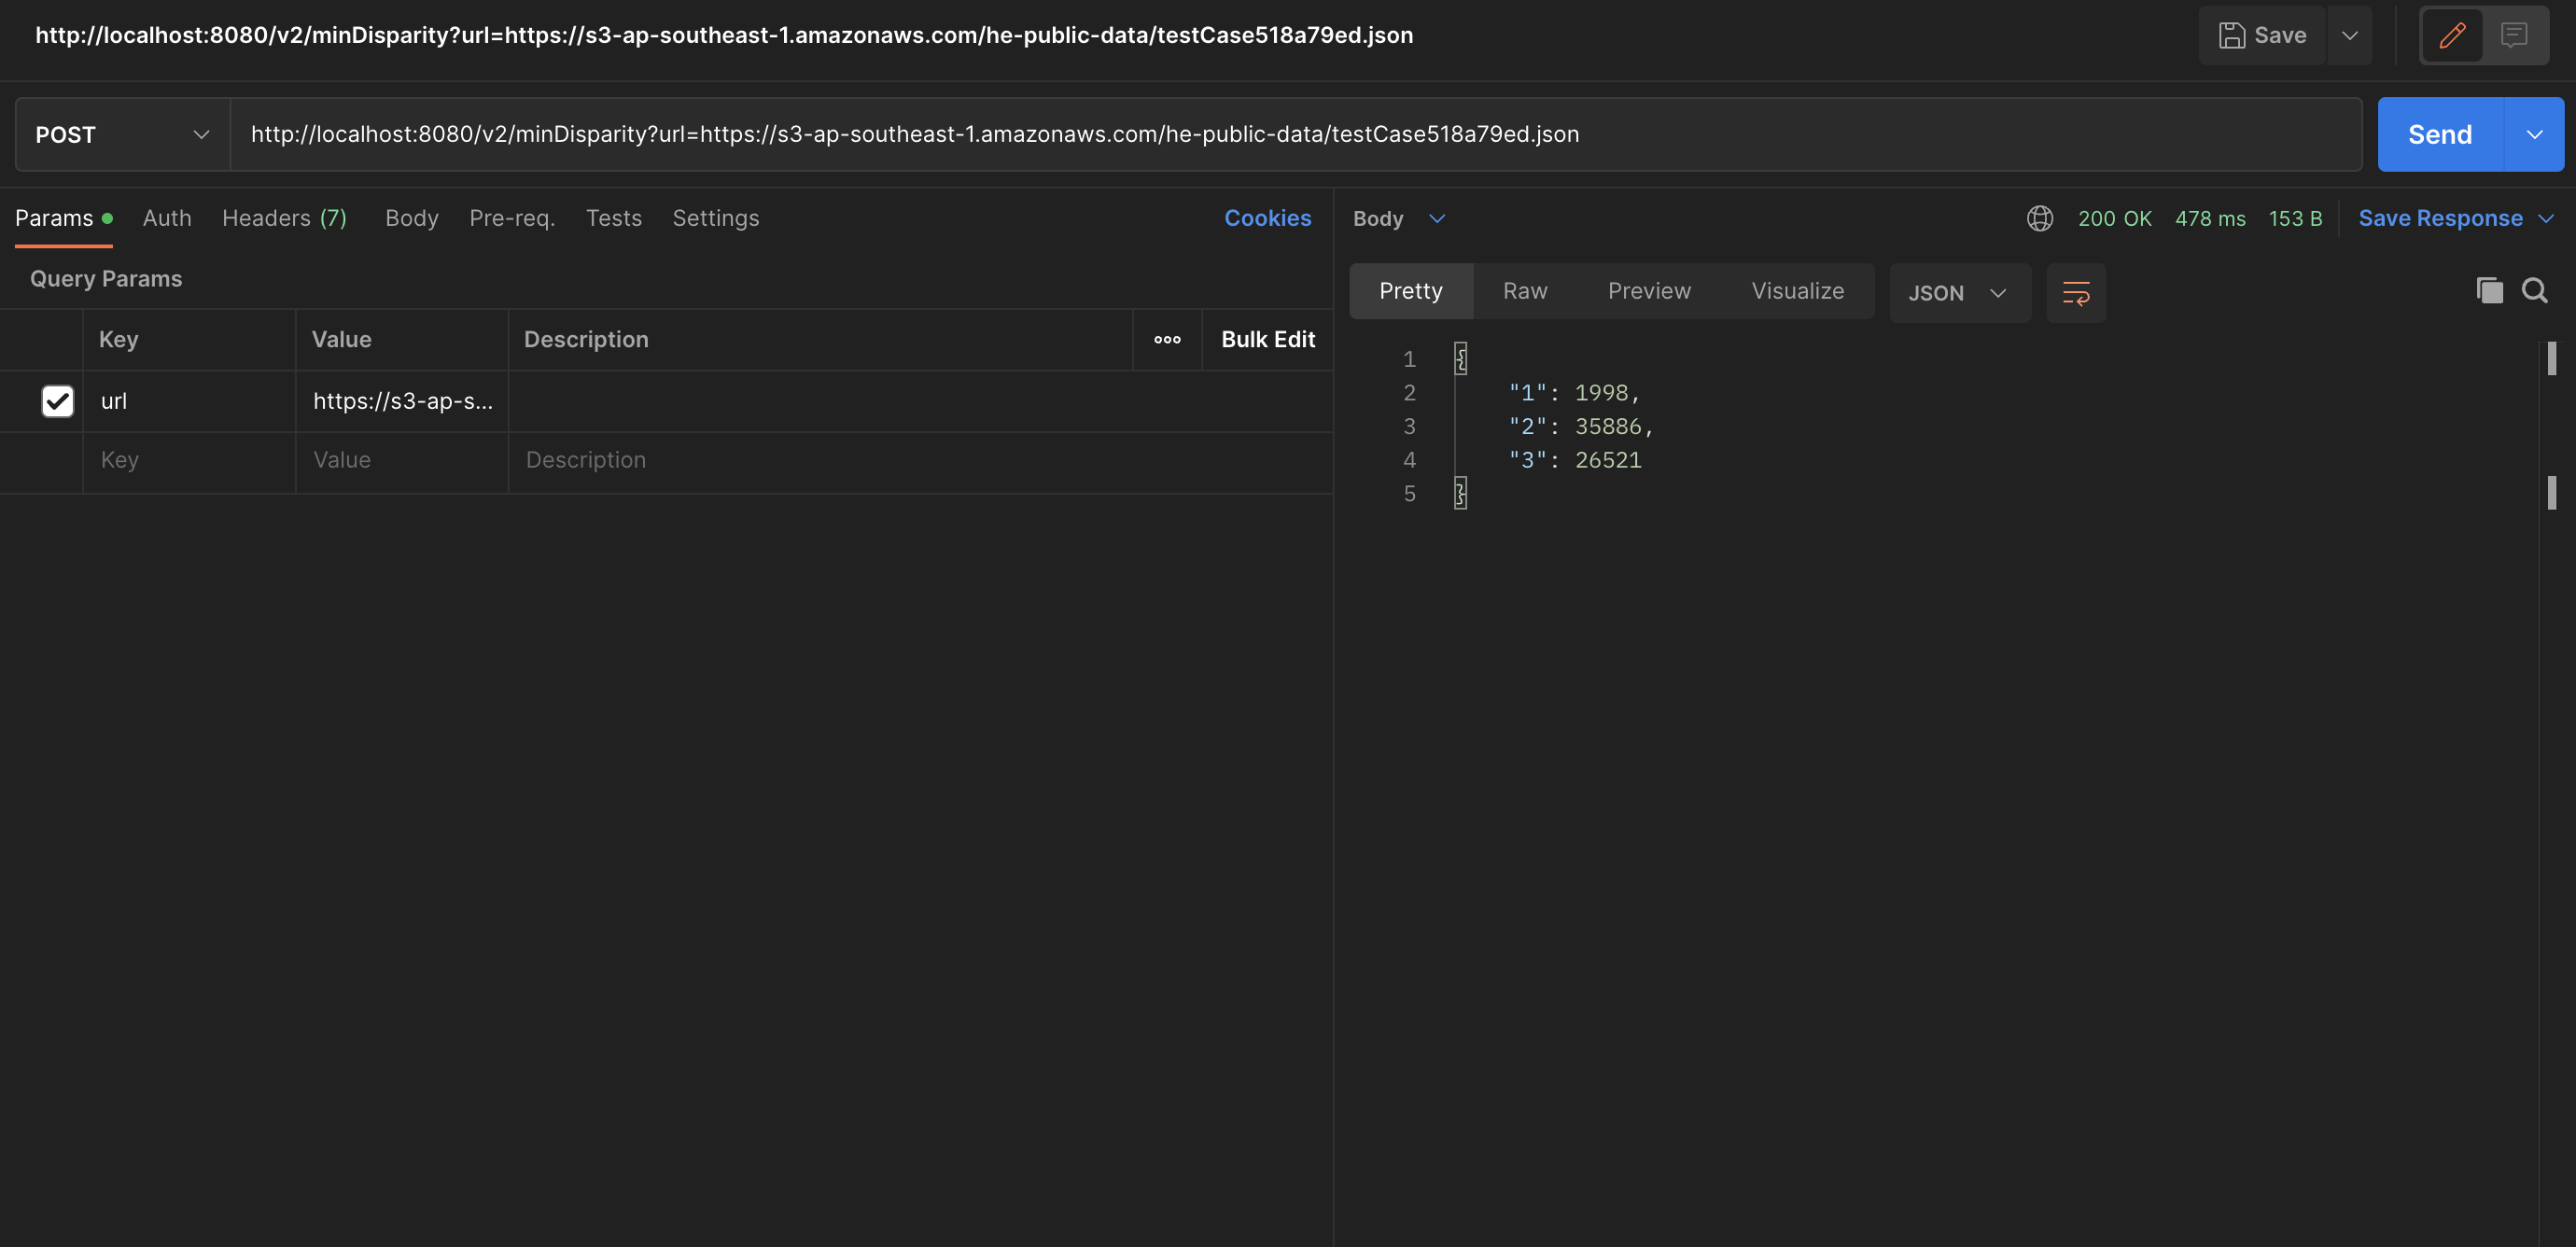 http://localhost:8080/v2/minDisparity?url=https://s3-ap-southeast-1.amazonaws.com/he-public-data/testCase518a79ed.json
Save
POST
http://localhost:8080/v2/minDisparity?url=https://s3-ap-southeast-1.amazonaws.com/he-public-data/testCase518a79ed.json
Send
Params Auth Headers (7) Body Pre-req. Tests Settings Cookies
Query Params
Key Value Description ooo Bulk Edit
url https://s3-ap-s...
Key Value Description
Body 200 OK 478 ms 153 B Save Response
Pretty Raw Preview Visualize JSON
1 {
2 "1": 1998,
3 "2": 35886,
4 "3": 26521
5 }